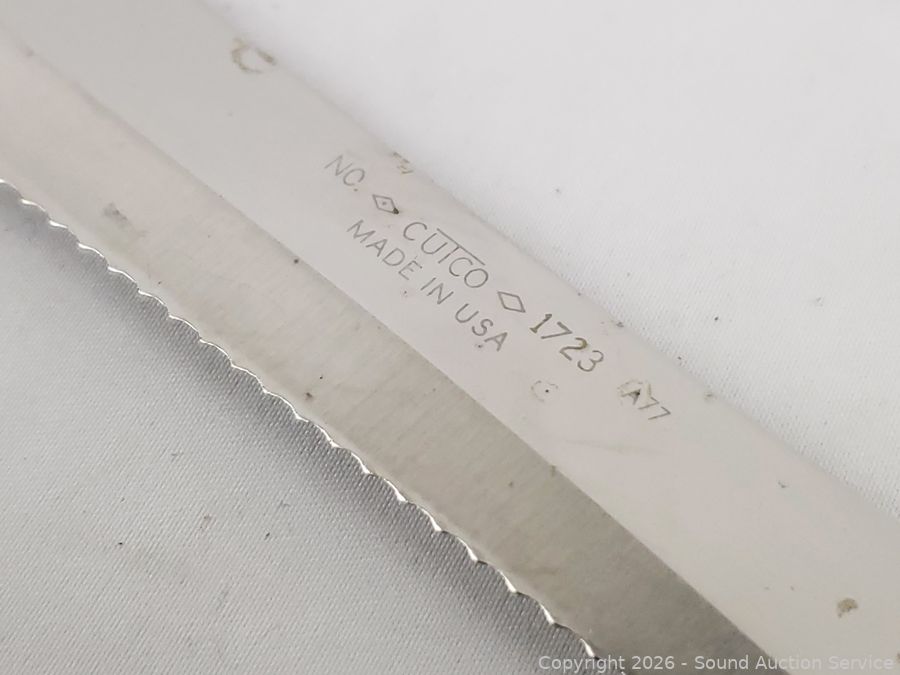 NO. CUTCO 1723 A77
MADE IN USA
Copyright 2026 - Sound Auction Service